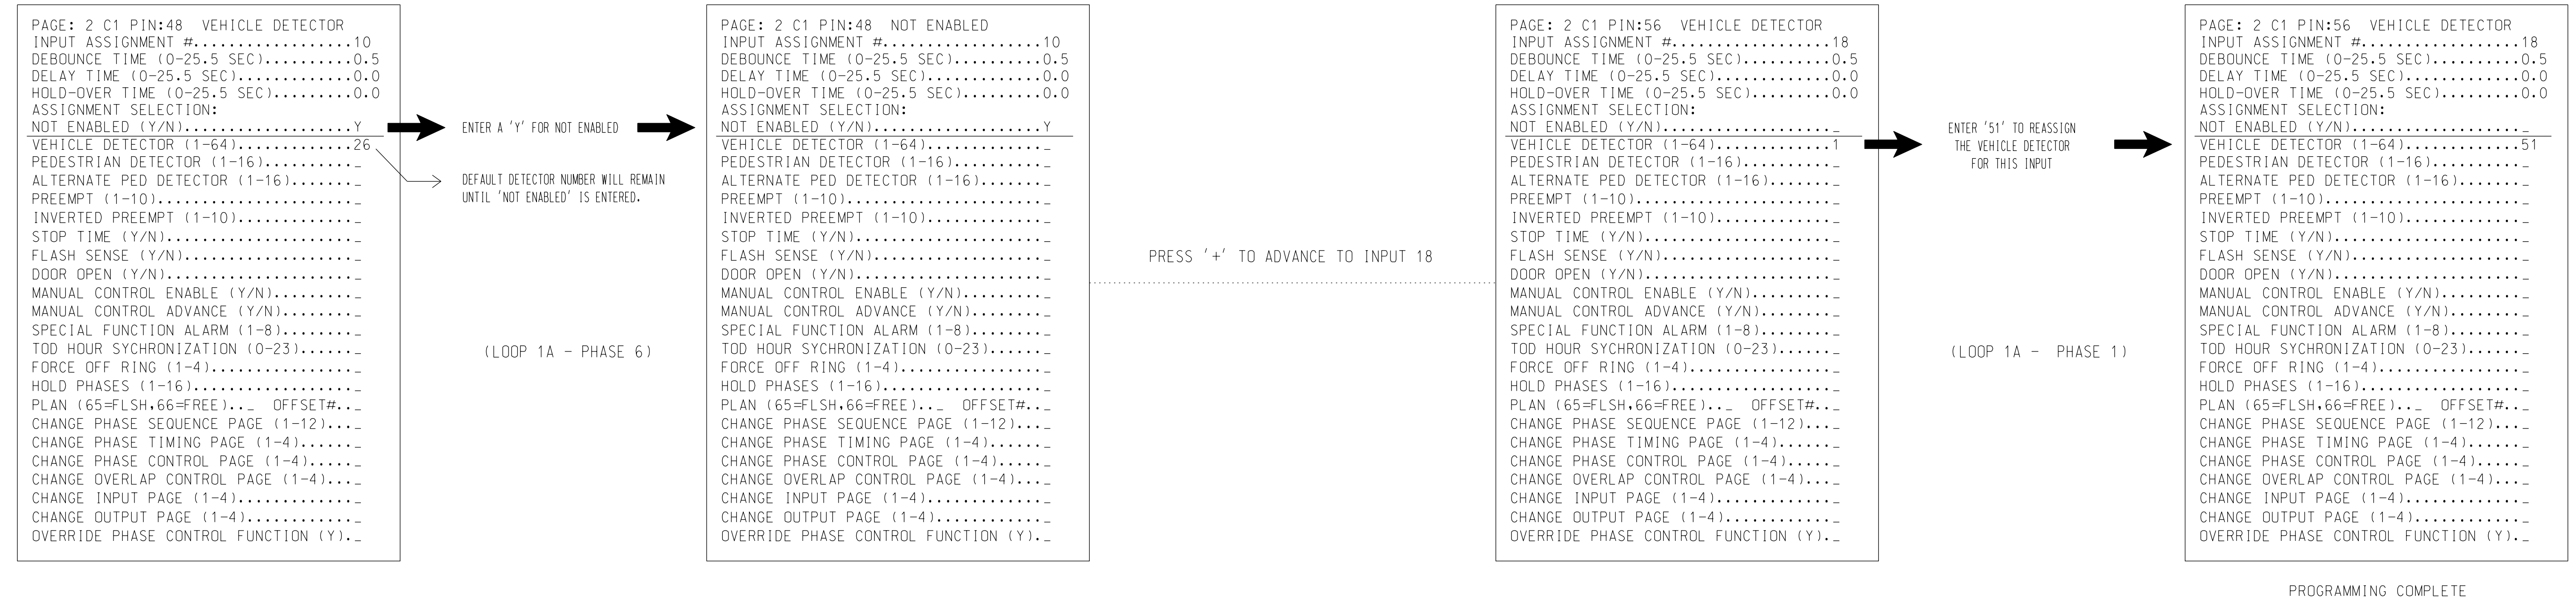 PAGE: 2 C1 PIN:48 VEHICLE DETECTOR
INPUT ASSIGNMENT #..................10
DEBOUNCE TIME (0-25.5 SEC)..........0.5
DELAY TIME (0-25.5 SEC).............0.0
HOLD-OVER TIME (0-25.5 SEC).........0.0
ASSIGNMENT SELECTION:
NOT ENABLED (Y/N)...................Y
VEHICLE DETECTOR (1-64).............26
PEDESTRIAN DETECTOR (1-16).........._
ALTERNATE PED DETECTOR (1-16)......._
PREEMPT (1-10)......................_
INVERTED PREEMPT (1-10)............._
STOP TIME (Y/N)....................._
FLASH SENSE (Y/N)..................._
DOOR OPEN (Y/N)....................._
MANUAL CONTROL ENABLE (Y/N)........._
MANUAL CONTROL ADVANCE (Y/N)........_
SPECIAL FUNCTION ALARM (1-8)........_
TOD HOUR SYCHRONIZATION (0-23)......_
FORCE OFF RING (1-4)................_
HOLD PHASES (1-16).................._
PLAN (65=FLSH,66=FREE).._ OFFSET#.._
CHANGE PHASE SEQUENCE PAGE (1-12)..._
CHANGE PHASE TIMING PAGE (1-4)......_
CHANGE PHASE CONTROL PAGE (1-4)....._
CHANGE OVERLAP CONTROL PAGE (1-4)..._
CHANGE INPUT PAGE (1-4)............._
CHANGE OUTPUT PAGE (1-4)............_
OVERRIDE PHASE CONTROL FUNCTION (Y)._
ENTER A 'Y' FOR NOT ENABLED
DEFAULT DETECTOR NUMBER WILL REMAIN
UNTIL 'NOT ENABLED' IS ENTERED.
(LOOP 1A - PHASE 6)
PAGE: 2 C1 PIN:48 NOT ENABLED
INPUT ASSIGNMENT #..................10
DEBOUNCE TIME (0-25.5 SEC)..........0.5
DELAY TIME (0-25.5 SEC).............0.0
HOLD-OVER TIME (0-25.5 SEC).........0.0
ASSIGNMENT SELECTION:
NOT ENABLED (Y/N)...................Y
VEHICLE DETECTOR (1-64)............._
PEDESTRIAN DETECTOR (1-16).........._
ALTERNATE PED DETECTOR (1-16)......._
PREEMPT (1-10)......................_
INVERTED PREEMPT (1-10)............._
STOP TIME (Y/N)....................._
FLASH SENSE (Y/N)..................._
DOOR OPEN (Y/N)....................._
MANUAL CONTROL ENABLE (Y/N)........._
MANUAL CONTROL ADVANCE (Y/N)........_
SPECIAL FUNCTION ALARM (1-8)........_
TOD HOUR SYCHRONIZATION (0-23)......_
FORCE OFF RING (1-4)................_
HOLD PHASES (1-16).................._
PLAN (65=FLSH,66=FREE).._ OFFSET#.._
CHANGE PHASE SEQUENCE PAGE (1-12)..._
CHANGE PHASE TIMING PAGE (1-4)......_
CHANGE PHASE CONTROL PAGE (1-4)....._
CHANGE OVERLAP CONTROL PAGE (1-4)..._
CHANGE INPUT PAGE (1-4)............._
CHANGE OUTPUT PAGE (1-4)............_
OVERRIDE PHASE CONTROL FUNCTION (Y)._
PRESS '+' TO ADVANCE TO INPUT 18
PAGE: 2 C1 PIN:56 VEHICLE DETECTOR
INPUT ASSIGNMENT #..................18
DEBOUNCE TIME (0-25.5 SEC)..........0.5
DELAY TIME (0-25.5 SEC).............0.0
HOLD-OVER TIME (0-25.5 SEC).........0.0
ASSIGNMENT SELECTION:
NOT ENABLED (Y/N)..................._
VEHICLE DETECTOR (1-64).............1
PEDESTRIAN DETECTOR (1-16).........._
ALTERNATE PED DETECTOR (1-16)......._
PREEMPT (1-10)......................_
INVERTED PREEMPT (1-10)............._
STOP TIME (Y/N)....................._
FLASH SENSE (Y/N)..................._
DOOR OPEN (Y/N)....................._
MANUAL CONTROL ENABLE (Y/N)........._
MANUAL CONTROL ADVANCE (Y/N)........_
SPECIAL FUNCTION ALARM (1-8)........_
TOD HOUR SYCHRONIZATION (0-23)......_
FORCE OFF RING (1-4)................_
HOLD PHASES (1-16).................._
PLAN (65=FLSH,66=FREE).._ OFFSET#.._
CHANGE PHASE SEQUENCE PAGE (1-12)..._
CHANGE PHASE TIMING PAGE (1-4)......_
CHANGE PHASE CONTROL PAGE (1-4)....._
CHANGE OVERLAP CONTROL PAGE (1-4)..._
CHANGE INPUT PAGE (1-4)............._
CHANGE OUTPUT PAGE (1-4)............_
OVERRIDE PHASE CONTROL FUNCTION (Y)._
ENTER '51' TO REASSIGN
THE VEHICLE DETECTOR
FOR THIS INPUT
(LOOP 1A - PHASE 1)
PAGE: 2 C1 PIN:56 VEHICLE DETECTOR
INPUT ASSIGNMENT #..................18
DEBOUNCE TIME (0-25.5 SEC)..........0.5
DELAY TIME (0-25.5 SEC).............0.0
HOLD-OVER TIME (0-25.5 SEC).........0.0
ASSIGNMENT SELECTION:
NOT ENABLED (Y/N)..................._
VEHICLE DETECTOR (1-64).............51
PEDESTRIAN DETECTOR (1-16).........._
ALTERNATE PED DETECTOR (1-16)......._
PREEMPT (1-10)......................_
INVERTED PREEMPT (1-10)............._
STOP TIME (Y/N)....................._
FLASH SENSE (Y/N)..................._
DOOR OPEN (Y/N)....................._
MANUAL CONTROL ENABLE (Y/N)........._
MANUAL CONTROL ADVANCE (Y/N)........_
SPECIAL FUNCTION ALARM (1-8)........_
TOD HOUR SYCHRONIZATION (0-23)......_
FORCE OFF RING (1-4)................_
HOLD PHASES (1-16).................._
PLAN (65=FLSH,66=FREE).._ OFFSET#.._
CHANGE PHASE SEQUENCE PAGE (1-12)..._
CHANGE PHASE TIMING PAGE (1-4)......_
CHANGE PHASE CONTROL PAGE (1-4)....._
CHANGE OVERLAP CONTROL PAGE (1-4)..._
CHANGE INPUT PAGE (1-4)............._
CHANGE OUTPUT PAGE (1-4)............_
OVERRIDE PHASE CONTROL FUNCTION (Y)._
PROGRAMMING COMPLETE